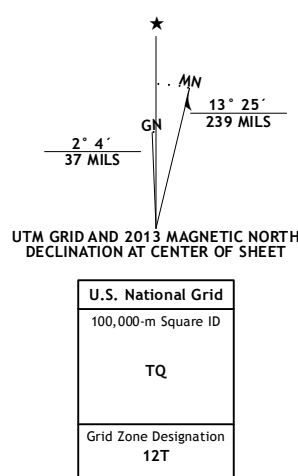 ★
MN
GN
13° 25´
239 MILS
2° 4´
37 MILS
UTM GRID AND 2013 MAGNETIC NORTH
DECLINATION AT CENTER OF SHEET
U.S. National Grid
100,000-m Square ID
TQ
Grid Zone Designation
12T